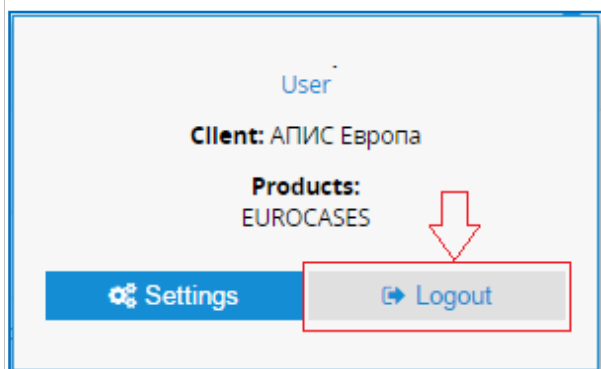 User
Client: АПИС Европа
Products:
EUROCASES
Settings
Logout